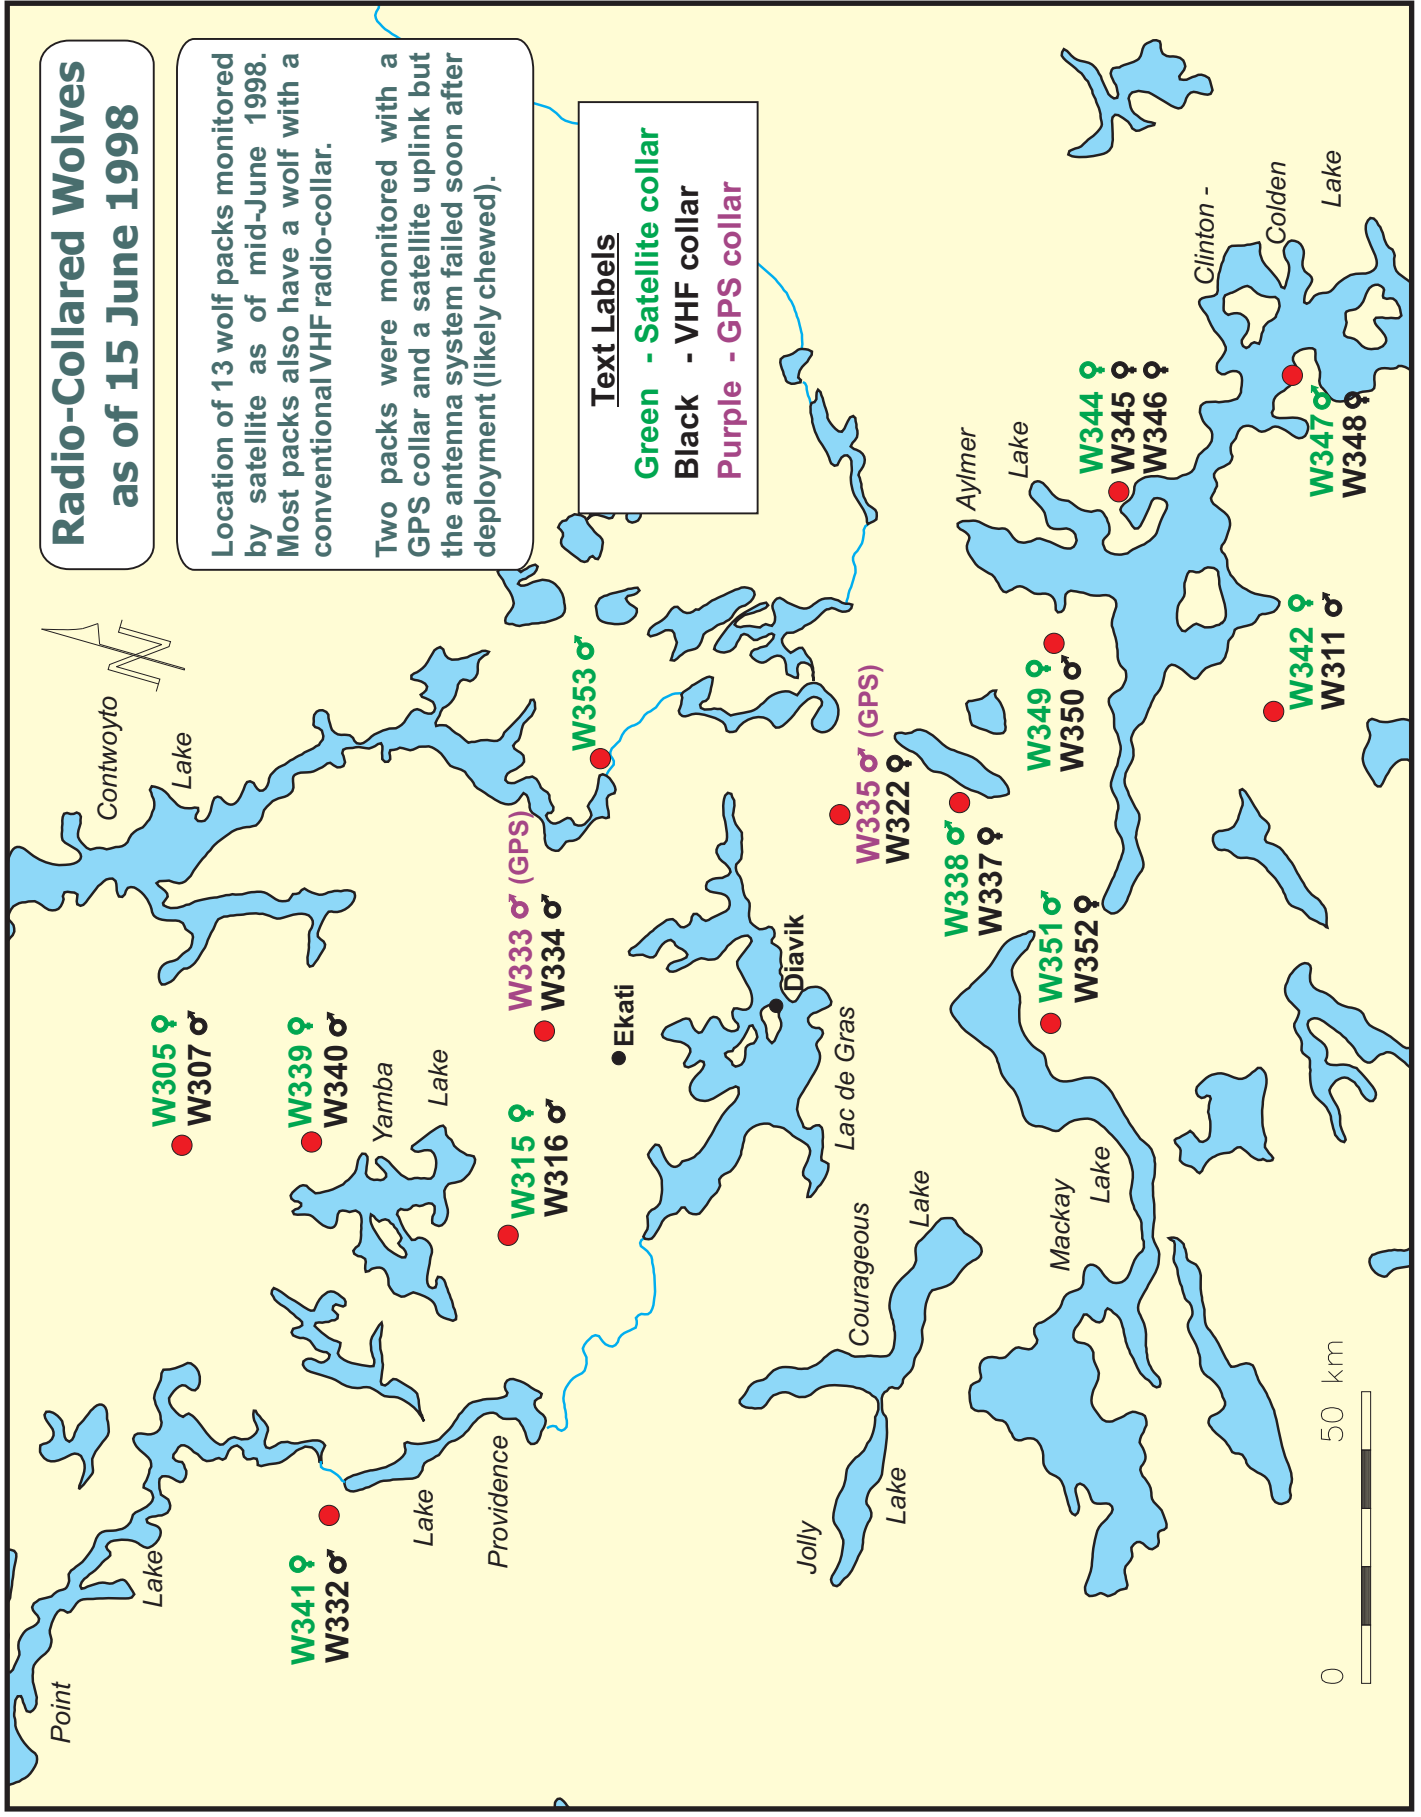 Radio-Collared Wolves
as of 15 June 1998
Location of 13 wolf packs monitored
by satellite as of mid-June 1998.
Most packs also have a wolf with a
conventional VHF radio-collar.
Two packs were monitored with a
GPS collar and a satellite uplink but
the antenna system failed soon after
deployment (likely chewed).
Text Labels
Green - Satellite collar
Black - VHF collar
Purple - GPS collar
N
Contwoyto
Lake
Point
Lake
W305 ♀
W307 ♂
W339 ♀
W340 ♂
Yamba
Lake
W341 ♀
W332 ♂
Lake
Providence
W315 ♀
W316 ♂
W333 ♂ (GPS)
W334 ♂
W353 ♂
Ekati
Diavik
Lac de Gras
W335 ♂ (GPS)
W322 ♀
W338 ♂
W337 ♀
Courageous
Lake
Jolly
Lake
W351 ♂
W352 ♀
W349 ♀
W350 ♂
Mackay
Lake
Aylmer
Lake
W344 ♀
W345 ♀
W346 ♀
Clinton -
Colden
Lake
W347 ♂
W348 ♀
W342 ♀
W311 ♂
0 50 km